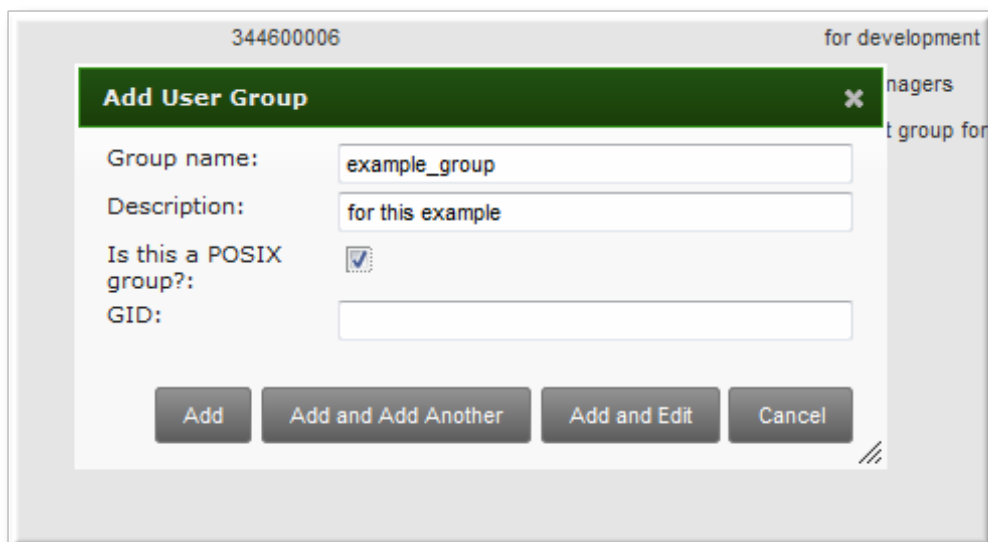 344600006 for development
Add User Group
nagers
t group for
Group name: example_group
Description: for this example
Is this a POSIX
group?:
GID:
Add Add and Add Another Add and Edit Cancel